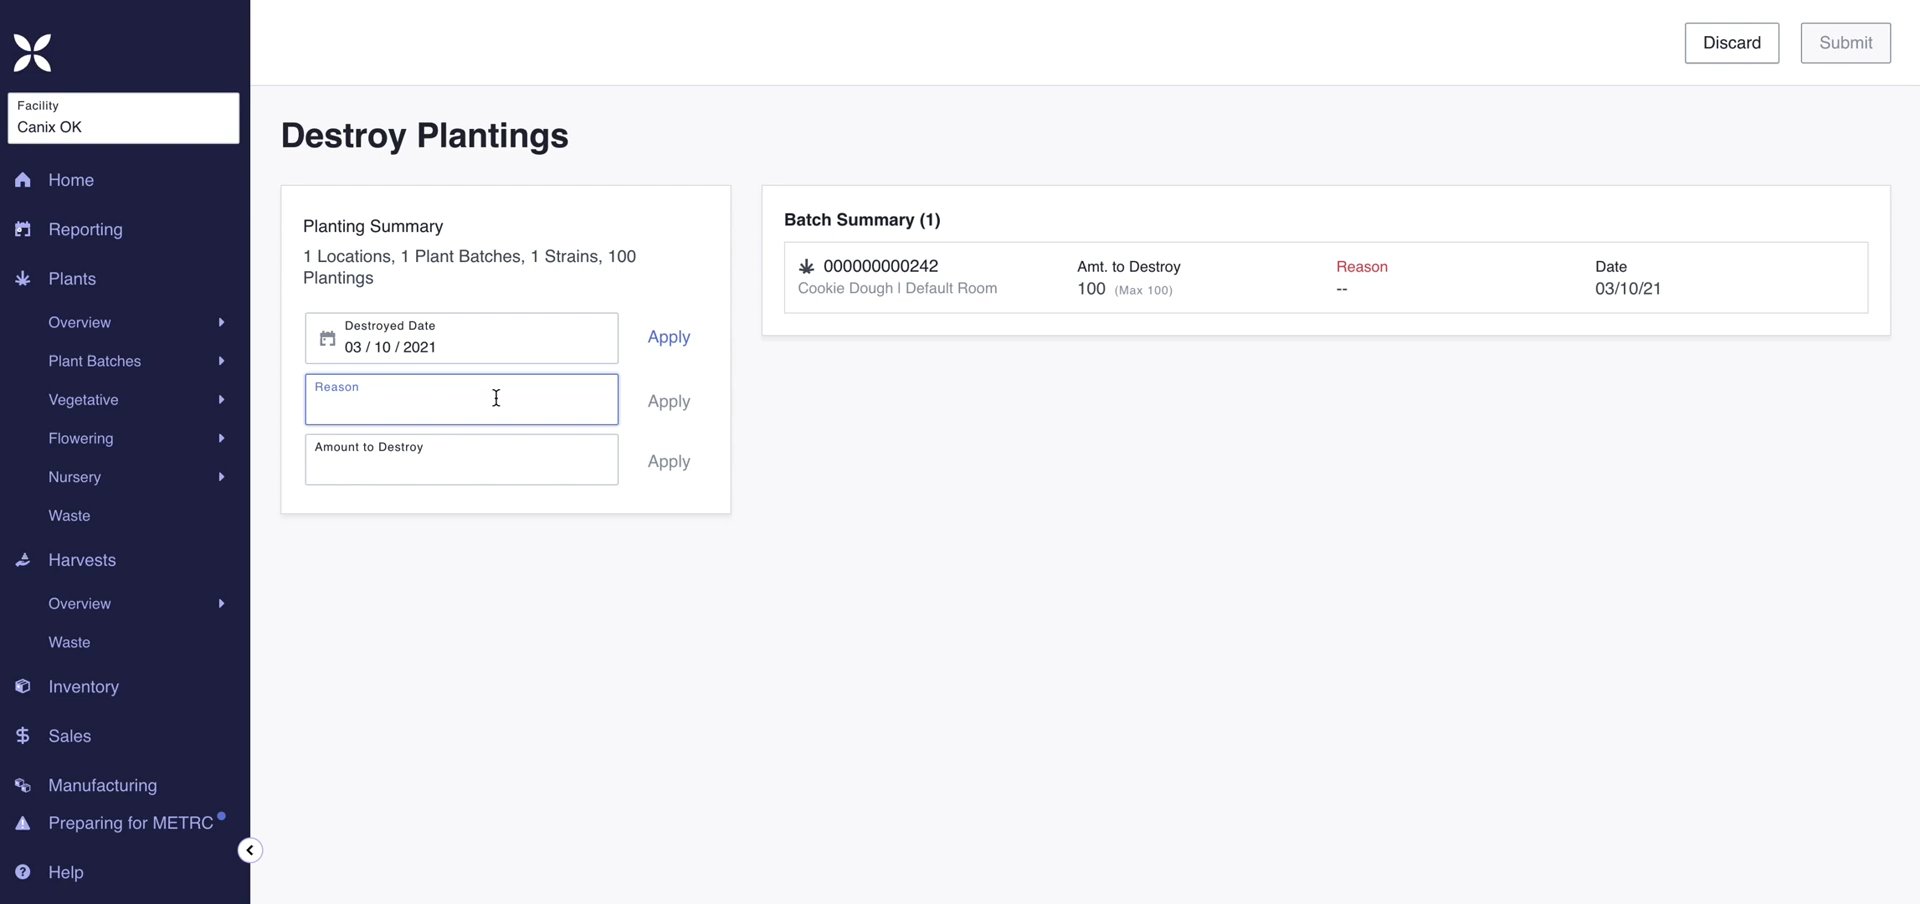 Discard
Submit
Facility
Canix OK
Home
Reporting
Plants
Overview
Plant Batches
Vegetative
Flowering
Nursery
Waste
Harvests
Overview
Waste
Inventory
Sales
Manufacturing
Preparing for METRC
Help
Destroy Plantings
Planting Summary
1 Locations, 1 Plant Batches, 1 Strains, 100
Plantings
Destroyed Date
03 / 10 / 2021
Apply
Reason
Apply
Amount to Destroy
Apply
Batch Summary (1)
000000000242
Cookie Dough | Default Room
Amt. to Destroy
100 (Max 100)
Reason
--
Date
03/10/21